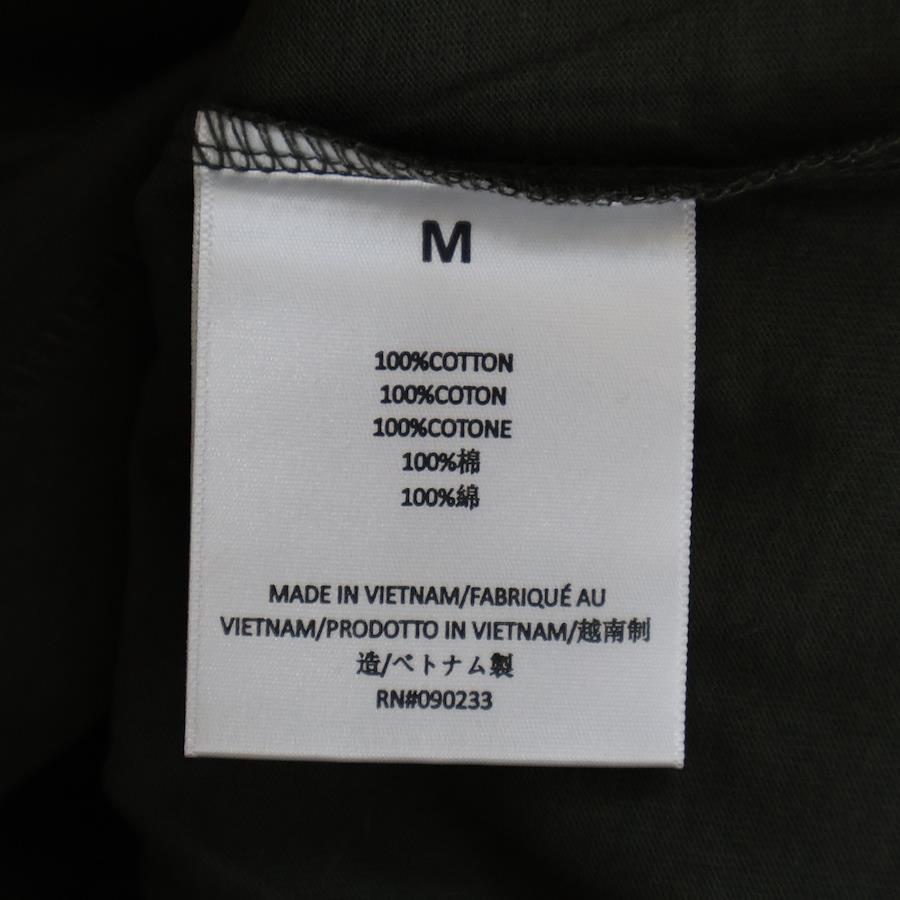 M
100%COTTON
100%COTON
100%COTONE
100%棉
100%綿
MADE IN VIETNAM/FABRIQUÉ AU
VIETNAM/PRODOTTO IN VIETNAM/越南制
造/ベトナム製
RN#090233